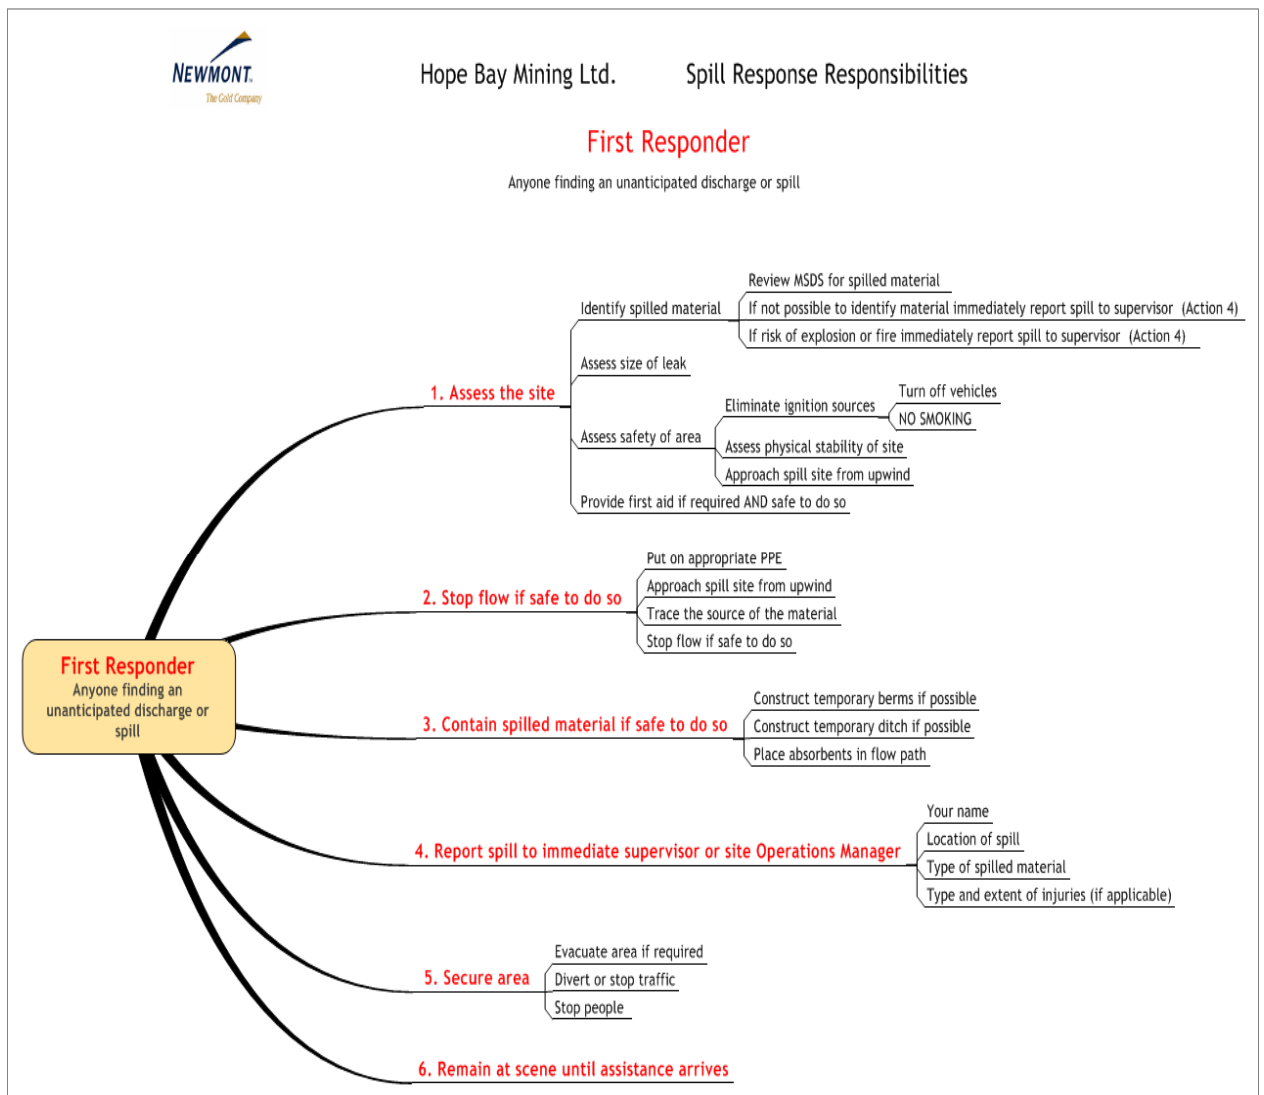 NEWMONT
The Gold Company
Hope Bay Mining Ltd. Spill Response Responsibilities
First Responder
Anyone finding an unanticipated discharge or spill
First Responder
Anyone finding an
unanticipated discharge or
spill
1. Assess the site
Identify spilled material
Review MSDS for spilled material
If not possible to identify material immediately report spill to supervisor (Action 4)
If risk of explosion or fire immediately report spill to supervisor (Action 4)
Assess size of leak
Assess safety of area
Eliminate ignition sources
Turn off vehicles
NO SMOKING
Assess physical stability of site
Approach spill site from upwind
Provide first aid if required AND safe to do so
2. Stop flow if safe to do so
Put on appropriate PPE
Approach spill site from upwind
Trace the source of the material
Stop flow if safe to do so
3. Contain spilled material if safe to do so
Construct temporary berms if possible
Construct temporary ditch if possible
Place absorbents in flow path
4. Report spill to immediate supervisor or site Operations Manager
Your name
Location of spill
Type of spilled material
Type and extent of injuries (if applicable)
5. Secure area
Evacuate area if required
Divert or stop traffic
Stop people
6. Remain at scene until assistance arrives